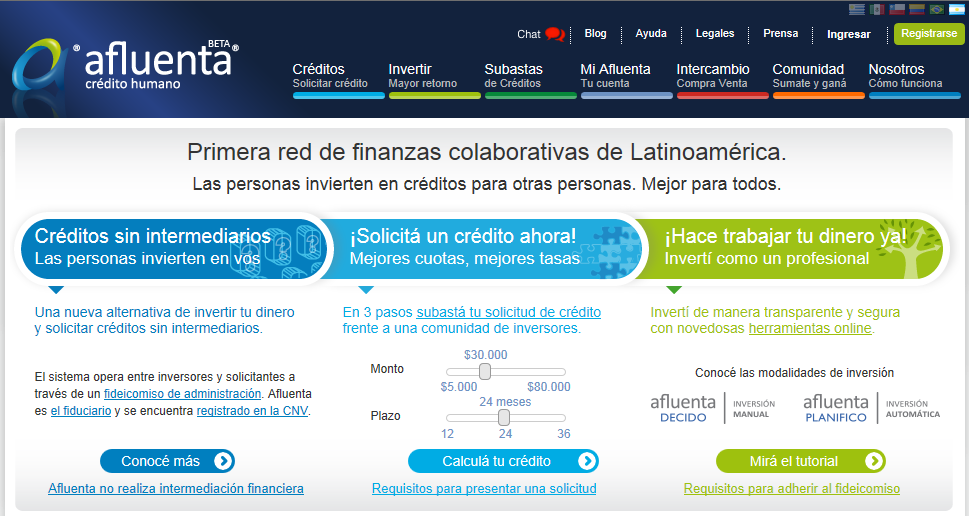 afluenta
BETA
crédito humano
Chat
Blog
Ayuda
Legales
Prensa
Ingresar
Registrarse
Créditos
Solicitar crédito
Invertir
Mayor retorno
Subastas
de Créditos
Mi Afluenta
Tu cuenta
Intercambio
Compra Venta
Comunidad
Sumate y ganá
Nosotros
Cómo funciona
Primera red de finanzas colaborativas de Latinoamérica.
Las personas invierten en créditos para otras personas. Mejor para todos.
Créditos sin intermediarios
Las personas invierten en vos
¡Solicitá un crédito ahora!
Mejores cuotas, mejores tasas
¡Hace trabajar tu dinero ya!
Invertí como un profesional
Una nueva alternativa de invertir tu dinero
y solicitar créditos sin intermediarios.
El sistema opera entre inversores y solicitantes a
través de un fideicomiso de administración. Afluenta
es el fiduciario y se encuentra registrado en la CNV.
Conocé más
Afluenta no realiza intermediación financiera
En 3 pasos subastá tu solicitud de crédito
frente a una comunidad de inversores.
$30.000
Monto
$5.000 $80.000
24 meses
Plazo
12 24 36
Calculá tu crédito
Requisitos para presentar una solicitud
Invertí de manera transparente y segura
con novedosas herramientas online.
Conocé las modalidades de inversión
afluenta
DECIDO
INVERSIÓN
MANUAL
afluenta
PLANIFICO
INVERSIÓN
AUTOMÁTICA
Mirá el tutorial
Requisitos para adherir al fideicomiso